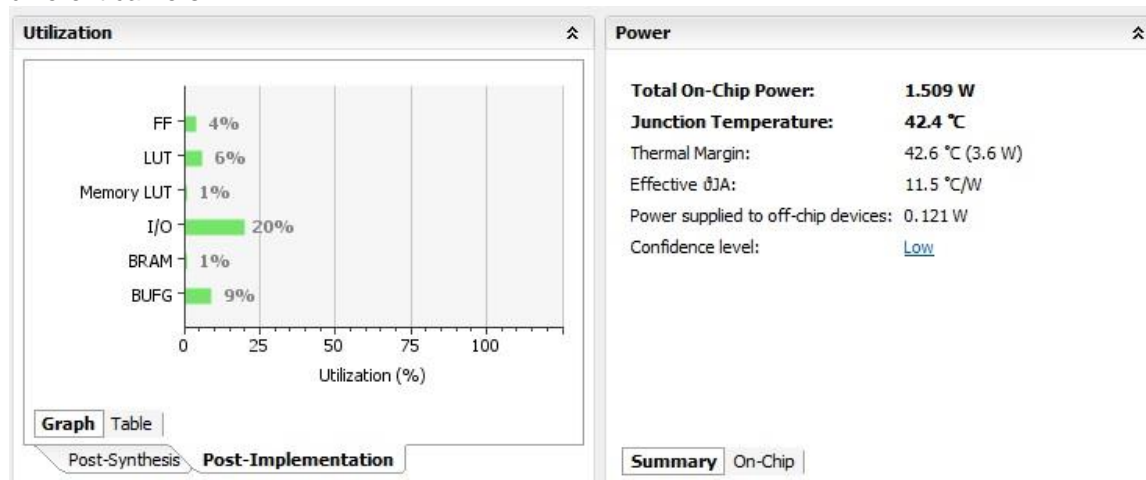 Utilization
FF 4%
LUT 6%
Memory LUT 1%
I/O 20%
BRAM 1%
BUFG 9%
0 25 50 75 100
Utilization (%)
Graph Table
Post-Synthesis Post-Implementation
Power
Total On-Chip Power: 1.509 W
Junction Temperature: 42.4 °C
Thermal Margin: 42.6 °C (3.6 W)
Effective ϑJA: 11.5 °C/W
Power supplied to off-chip devices: 0.121 W
Confidence level: Low
Summary On-Chip